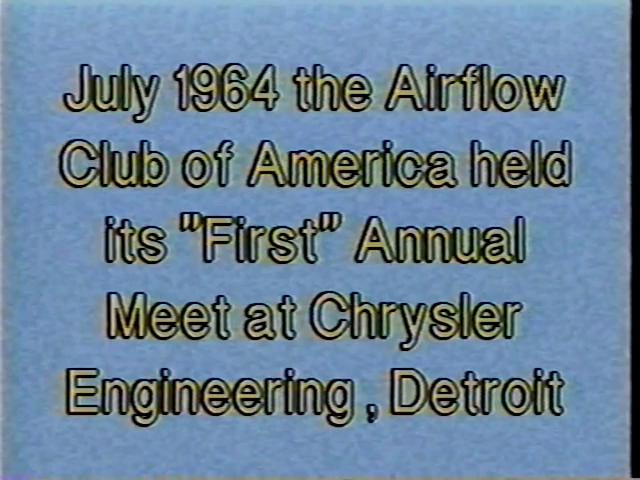 July 1964 the Airflow
Club of America held
its "First" Annual
Meet at Chrysler
Engineering , Detroit